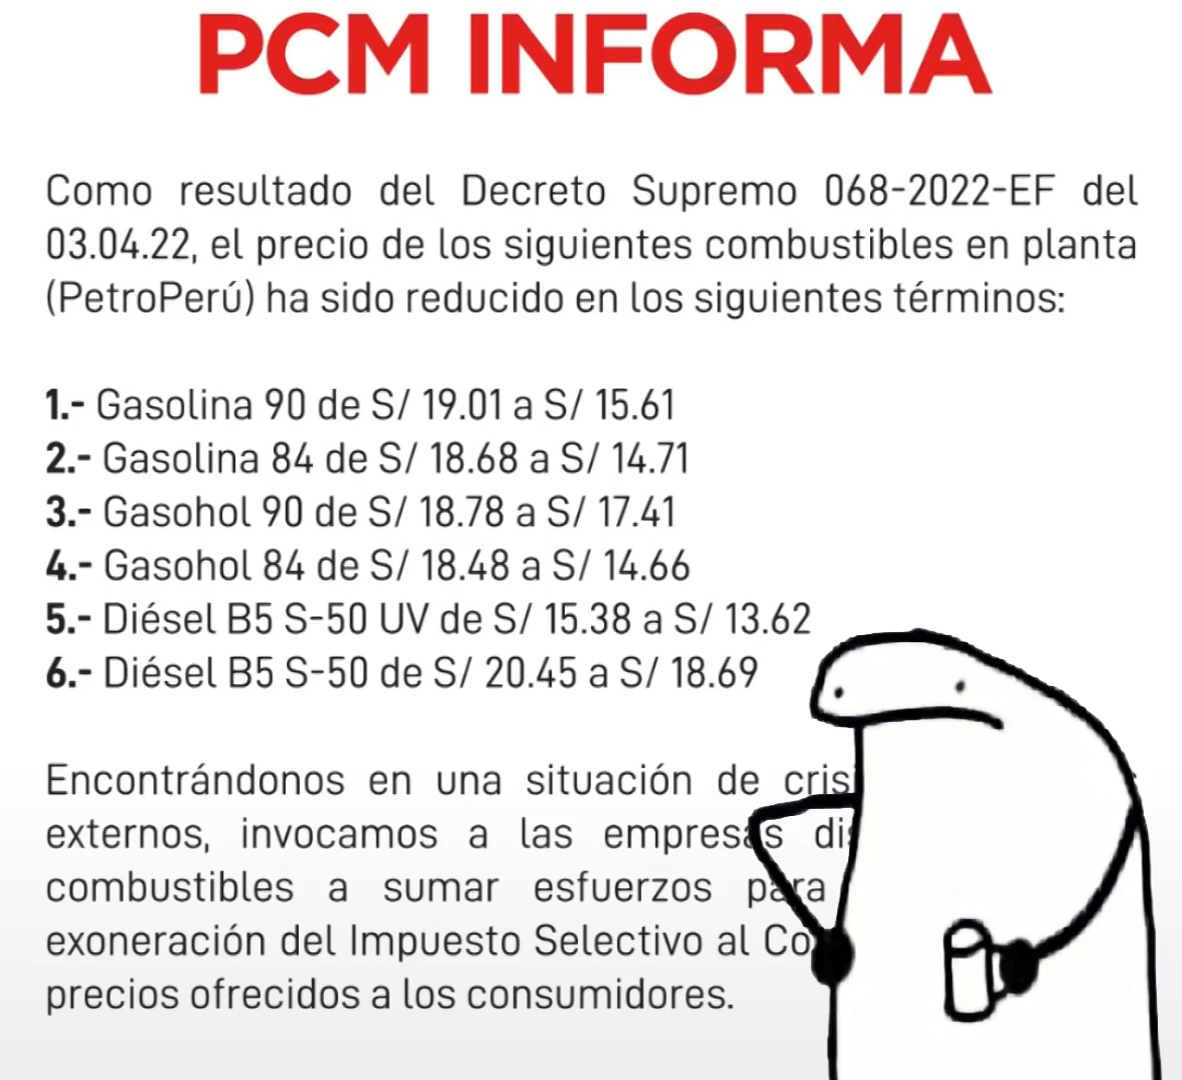 PCM INFORMA
Como resultado del Decreto Supremo 068-2022-EF del
03.04.22, el precio de los siguientes combustibles en planta
(PetroPerú) ha sido reducido en los siguientes términos:
1.- Gasolina 90 de S/ 19.01 a S/ 15.61
2.- Gasolina 84 de S/ 18.68 a S/ 14.71
3.- Gasohol 90 de S/ 18.78 a S/ 17.41
4.- Gasohol 84 de S/ 18.48 a S/ 14.66
5.- Diésel B5 S-50 UV de S/ 15.38 a S/ 13.62
6.- Diésel B5 S-50 de S/ 20.45 a S/ 18.69
Encontrándonos en una situación de
externos, invocamos a las empresas
combustibles a sumar esfuerzos para
exoneración del Impuesto Selectivo al
precios ofrecidos a los consumidores.